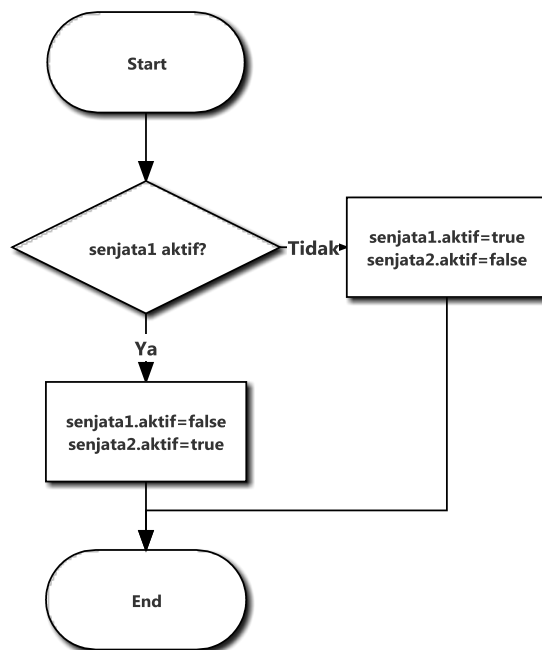 Start
senjata1 aktif?
Tidak
senjata1.aktif=true
senjata2.aktif=false
Ya
senjata1.aktif=false
senjata2.aktif=true
End